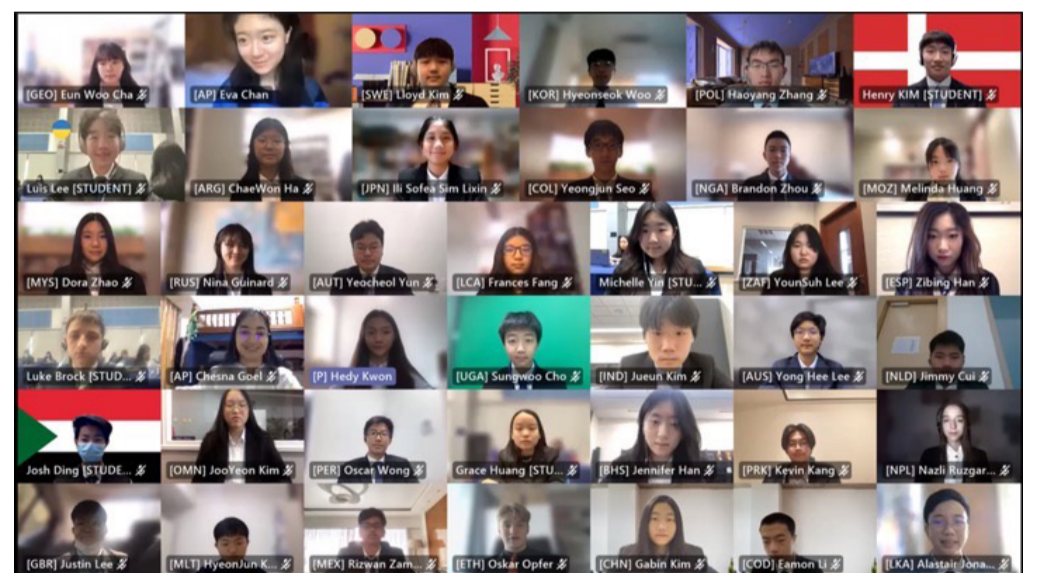 [GEO] Eun Woo Cha
[AP] Eva Chan
[SWE] Lloyd Kim
[KOR] Hyeonseok Woo
[POL] Haoyang Zhang
Henry KIM [STUDENT]
Luis Lee [STUDENT]
[ARG] ChaeWon Ha
[JPN] Ili Sofea Sim Lixin
[COL] Yeongjun Seo
[NGA] Brandon Zhou
[MOZ] Melinda Huang
[MYS] Dora Zhao
[RUS] Nina Guinard
[AUT] Yeocheol Yun
[LCA] Frances Fang
Michelle Yin [STU...
[ZAF] YounSuh Lee
[ESP] Zibing Han
Luke Brock [STUD...
[AP] Chesna Goel
[P] Hedy Kwon
[UGA] Sungwoo Cho
[IND] Jueun Kim
[AUS] Yong Hee Lee
[NLD] Jimmy Cui
Josh Ding [STUDE...
[OMN] JooYeon Kim
[PER] Oscar Wong
Grace Huang [STU...
[BHS] Jennifer Han
[PRK] Kevin Kang
[NPL] Nazli Ruzgar...
[GBR] Justin Lee
[MLT] HyeonJun K...
[MEX] Rizwan Zam...
[ETH] Oskar Opfer
[CHN] Gabin Kim
[COD] Eamon Li
[LKA] Alastair Jona...